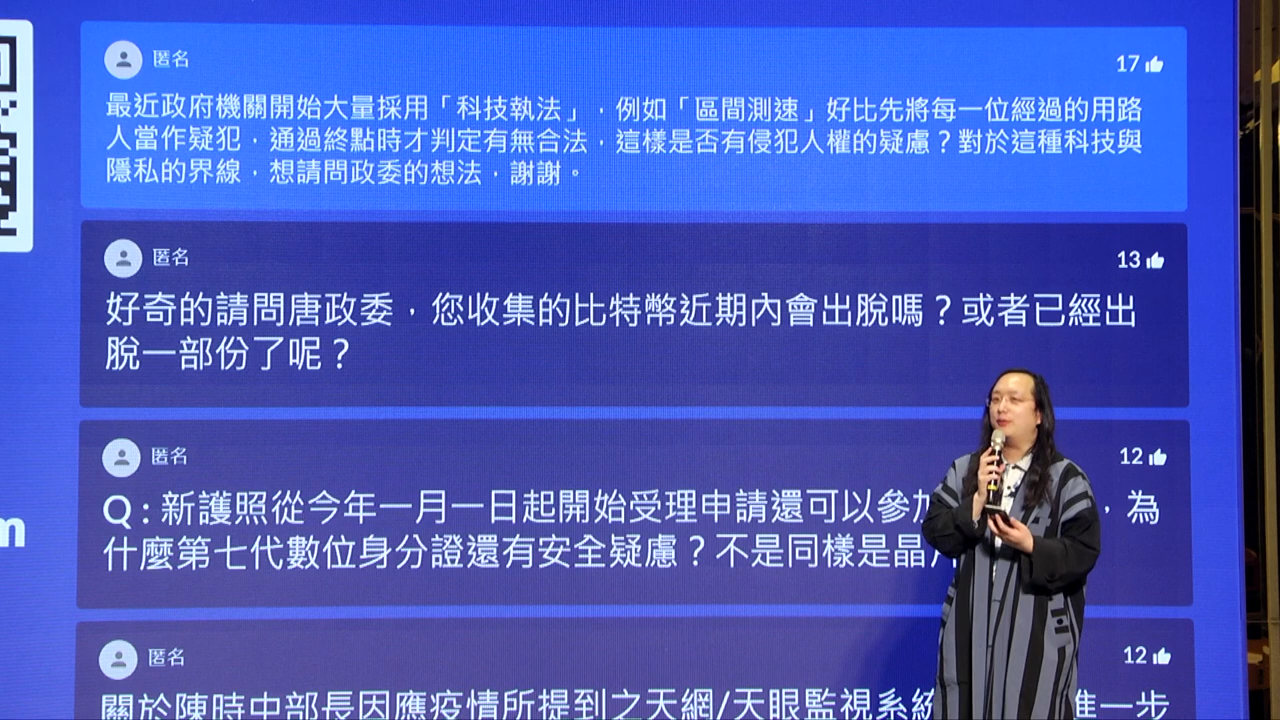 匿名
17
最近政府機關開始大量採用「科技執法」，例如「區間測速」好比先將每一位經過的用路
人當作疑犯，通過終點時才判定有無合法，這樣是否有侵犯人權的疑慮？對於這種科技與
隱私的界線，想請問政委的想法，謝謝。
匿名
13
好奇的請問唐政委，您收集的比特幣近期內會出脫嗎？或者已經出
脫一部份了呢？
匿名
12
Q：新護照從今年一月一日起開始受理申請還可以參加，為
什麼第七代數位身分證還有安全疑慮？不是同樣是晶
m
匿名
12
關於陳時中部長因應疫情所提到之天網/天眼監視系統進一步